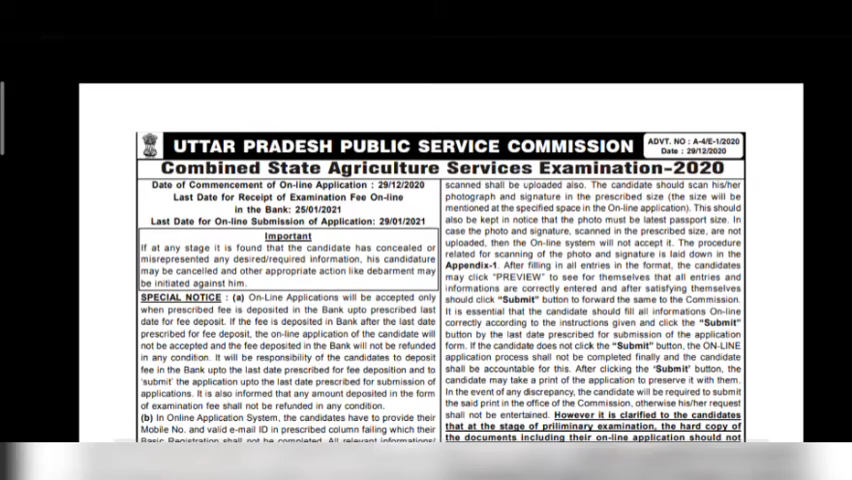 UTTAR PRADESH PUBLIC SERVICE COMMISSION
ADVT. NO : A-4/E-1/2020
Date : 29/12/2020
Combined State Agriculture Services Examination-2020
Date of Commencement of On-line Application : 29/12/2020
Last Date for Receipt of Examination Fee On-line
in the Bank: 25/01/2021
Last Date for On-line Submission of Application: 29/01/2021
Important
If at any stage it is found that the candidate has concealed or
misrepresented any desired/required information, his candidature
may be cancelled and other appropriate action like debarment may
be initiated against him.
SPECIAL NOTICE : (a) On-Line Applications will be accepted only
when prescribed fee is deposited in the Bank upto prescribed last
date for fee deposit. If the fee is deposited in Bank after the last date
prescribed for fee deposit, the on-line application of the candidate will
not be accepted and the fee deposited in the Bank will not be refunded
in any condition. It will be responsibility of the candidates to deposit
fee in the Bank upto the last date prescribed for fee deposition and to
'submit' the application upto the last date prescribed for submission of
applications. It is also informed that any amount deposited in the form
of examination fee shall not be refunded in any condition.
(b) In Online Application System, the candidates have to provide their
Mobile No. and valid e-mail ID in prescribed column failing which their
Basic Registration shall not be completed. All relevant informations/
scanned shall be uploaded also. The candidate should scan his/her
photograph and signature in the prescribed size (the size will be
mentioned at the specified space in the On-line application). This should
also be kept in notice that the photo must be latest passport size. In
case the photo and signature, scanned in the prescribed size, are not
uploaded, then the On-line system will not accept it. The procedure
related for scanning of the photo and signature is laid down in the
Appendix-1. After filling in all entries in the format, the candidates
may click "PREVIEW" to see for themselves that all entries and
informations are correctly entered and after satisfying themselves
should click "Submit" button to forward the same to the Commission.
It is essential that the candidate should fill all informations On-line
correctly according to the instructions given and click the "Submit"
button by the last date prescribed for submission of the application
form. If the candidate does not click the "Submit" button, the ON-LINE
application process shall not be completed finally and the candidate
shall be accountable for this. After clicking the 'Submit' button, the
candidate may take a print of the application to preserve it with them.
In the event of any discrepancy, the candidate will be required to submit
the said print in the office of the Commission, otherwise his/her request
shall not be entertained. However it is clarified to the candidates
that at the stage of priliminary examination, the hard copy of
the documents including their on-line application should not